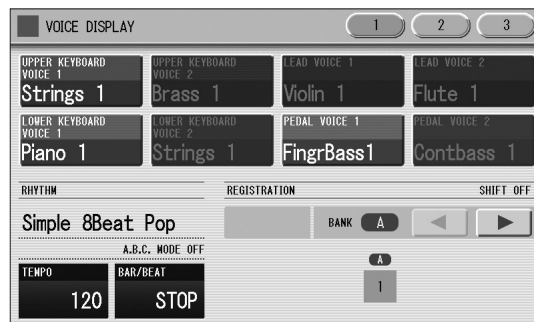 VOICE DISPLAY 1 2 3
UPPER KEYBOARD UPPER KEYBOARD LEAD VOICE 1 LEAD VOICE 2
VOICE 1 VOICE 2
Strings 1 Brass 1 Violin 1 Flute 1
LOWER KEYBOARD LOWER KEYBOARD PEDAL VOICE 1 PEDAL VOICE 2
VOICE 1 VOICE 2
Piano 1 Strings 1 FingrBass1 Contbass 1
RHYTHM REGISTRATION SHIFT OFF
Simple 8Beat Pop BANK A
A.B.C. MODE OFF
A
TEMPO BAR/BEAT
1
120 STOP